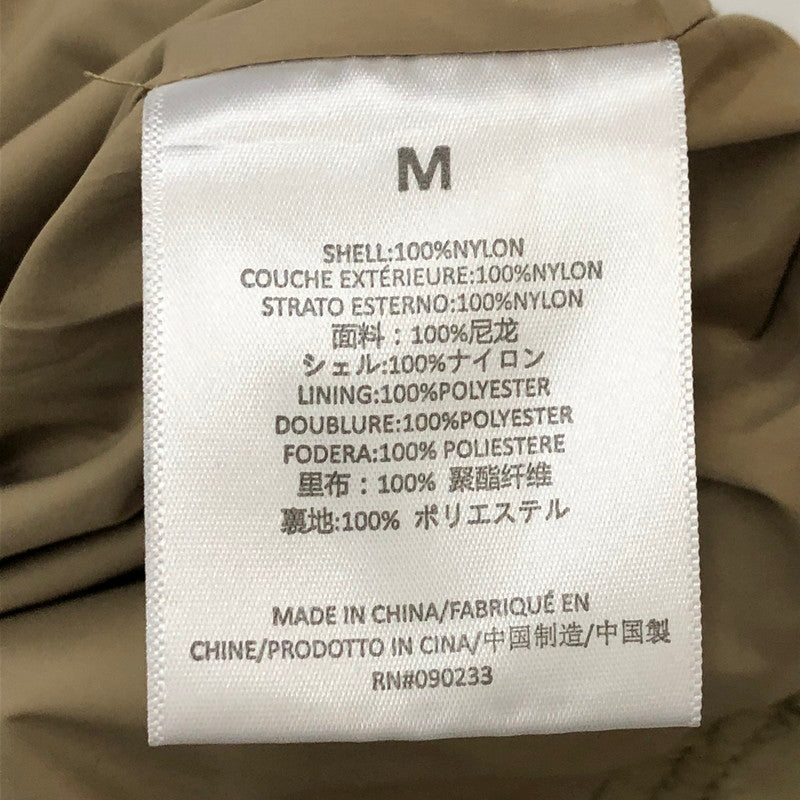 M
SHELL:100%NYLON
COUCHE EXTÉRIEURE:100%NYLON
STRATO ESTERNO:100%NYLON
面料：100%尼龙
シェル:100%ナイロン
LINING:100%POLYESTER
DOUBLURE:100%POLYESTER
FODERA:100% POLIESTERE
里布：100% 聚酯纤维
裏地:100% ポリエステル
MADE IN CHINA/FABRIQUÉ EN
CHINE/PRODOTTO IN CINA/中国制造/中国製
RN#090233